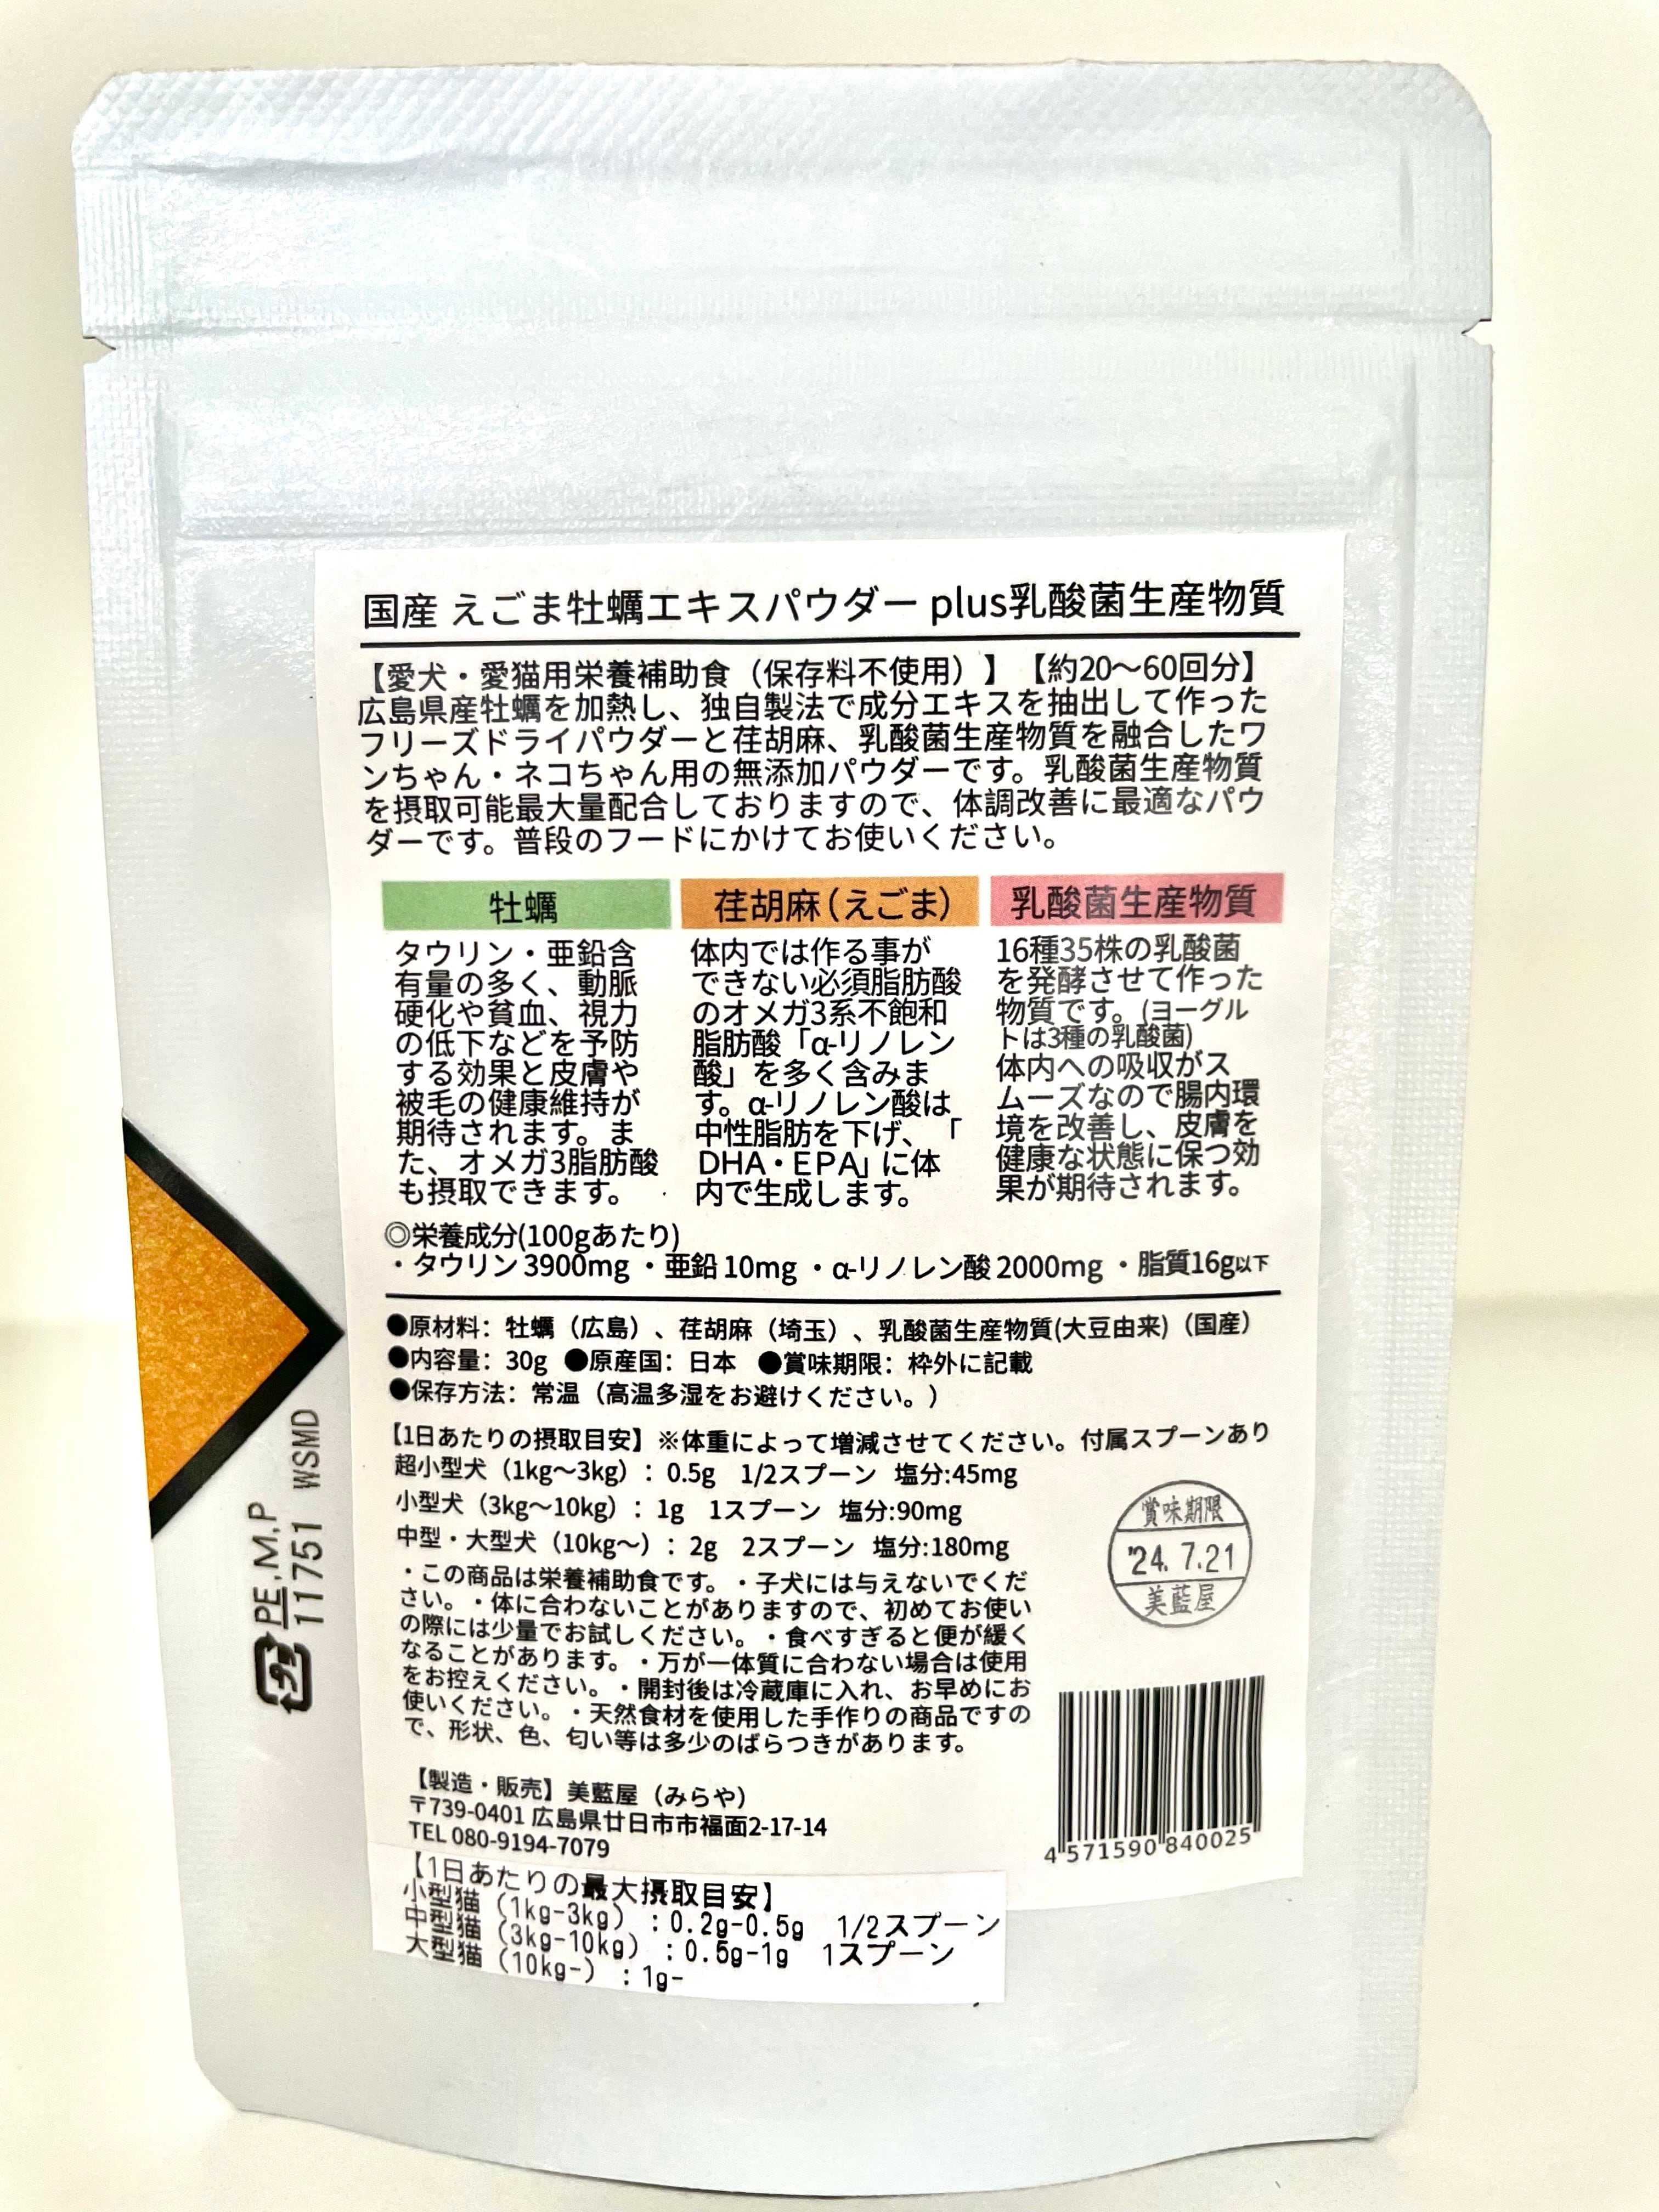 国産 えごま牡蠣エキスパウダー plus乳酸菌生産物質
【愛犬・愛猫用栄養補助食（保存料不使用）】【約20〜60回分】
広島県産牡蠣を加熱し、独自製法で成分エキスを抽出して作った
フリーズドライパウダーと荏胡麻、乳酸菌生産物質を融合したワ
ンちゃん・ネコちゃん用の無添加パウダーです。乳酸菌生産物質
を摂取可能最大量配合しておりますので、体調改善に最適なパウ
ダーです。普段のフードにかけてお使いください。
牡蠣
タウリン・亜鉛含
有量の多く、動脈
硬化や貧血、視力
の低下などを予防
する効果と皮膚や
被毛の健康維持が
期待されます。ま
た、オメガ3脂肪酸
も摂取できます。
荏胡麻（えごま）
体内では作る事が
できない必須脂肪酸
のオメガ3系不飽和
脂肪酸「α-リノレン
酸」を多く含みま
す。α-リノレン酸は
中性脂肪を下げ、「
DHA・EPA」に体
内で生成します。
乳酸菌生産物質
16種35株の乳酸菌
を発酵させて作った
物質です。(ヨーグル
トは3種の乳酸菌)
体内への吸収がス
ムーズなので腸内環
境を改善し、皮膚を
健康な状態に保つ効
果が期待されます。
◎栄養成分(100gあたり)
・タウリン 3900mg ・亜鉛 10mg ・α-リノレン酸 2000mg ・脂質16g以下
●原材料：牡蠣（広島）、荏胡麻（埼玉）、乳酸菌生産物質(大豆由来)（国産）
●内容量：30g ●原産国：日本 ●賞味期限：枠外に記載
●保存方法：常温（高温多湿をお避けください。）
【1日あたりの摂取目安】※体重によって増減させてください。付属スプーンあり
超小型犬（1kg〜3kg）：0.5g 1/2スプーン 塩分:45mg
小型犬（3kg〜10kg）：1g 1スプーン 塩分:90mg
中型・大型犬（10kg〜）：2g 2スプーン 塩分:180mg
・この商品は栄養補助食です。・子犬には与えないでくだ
さい。・体に合わないことがありますので、初めてお使い
の際には少量でお試しください。・食べすぎると便が緩く
なることがあります。・万が一体質に合わない場合は使用
をお控えください。・開封後は冷蔵庫に入れ、お早めにお
使いください。・天然食材を使用した手作りの商品ですの
で、形状、色、匂い等は多少のばらつきがあります。
賞味期限
'24. 7.21
美藍屋
【製造・販売】美藍屋（みらや）
〒739-0401 広島県廿日市市福面2-17-14
TEL 080-9194-7079
4 571590 840025
【1日あたりの最大摂取目安】
小型猫（1kg-3kg）：0.2g-0.5g 1/2スプーン
中型猫（3kg-10kg）：0.5g-1g 1スプーン
大型猫（10kg-）：1g-
プラ PE,M,P
11751 WSMD